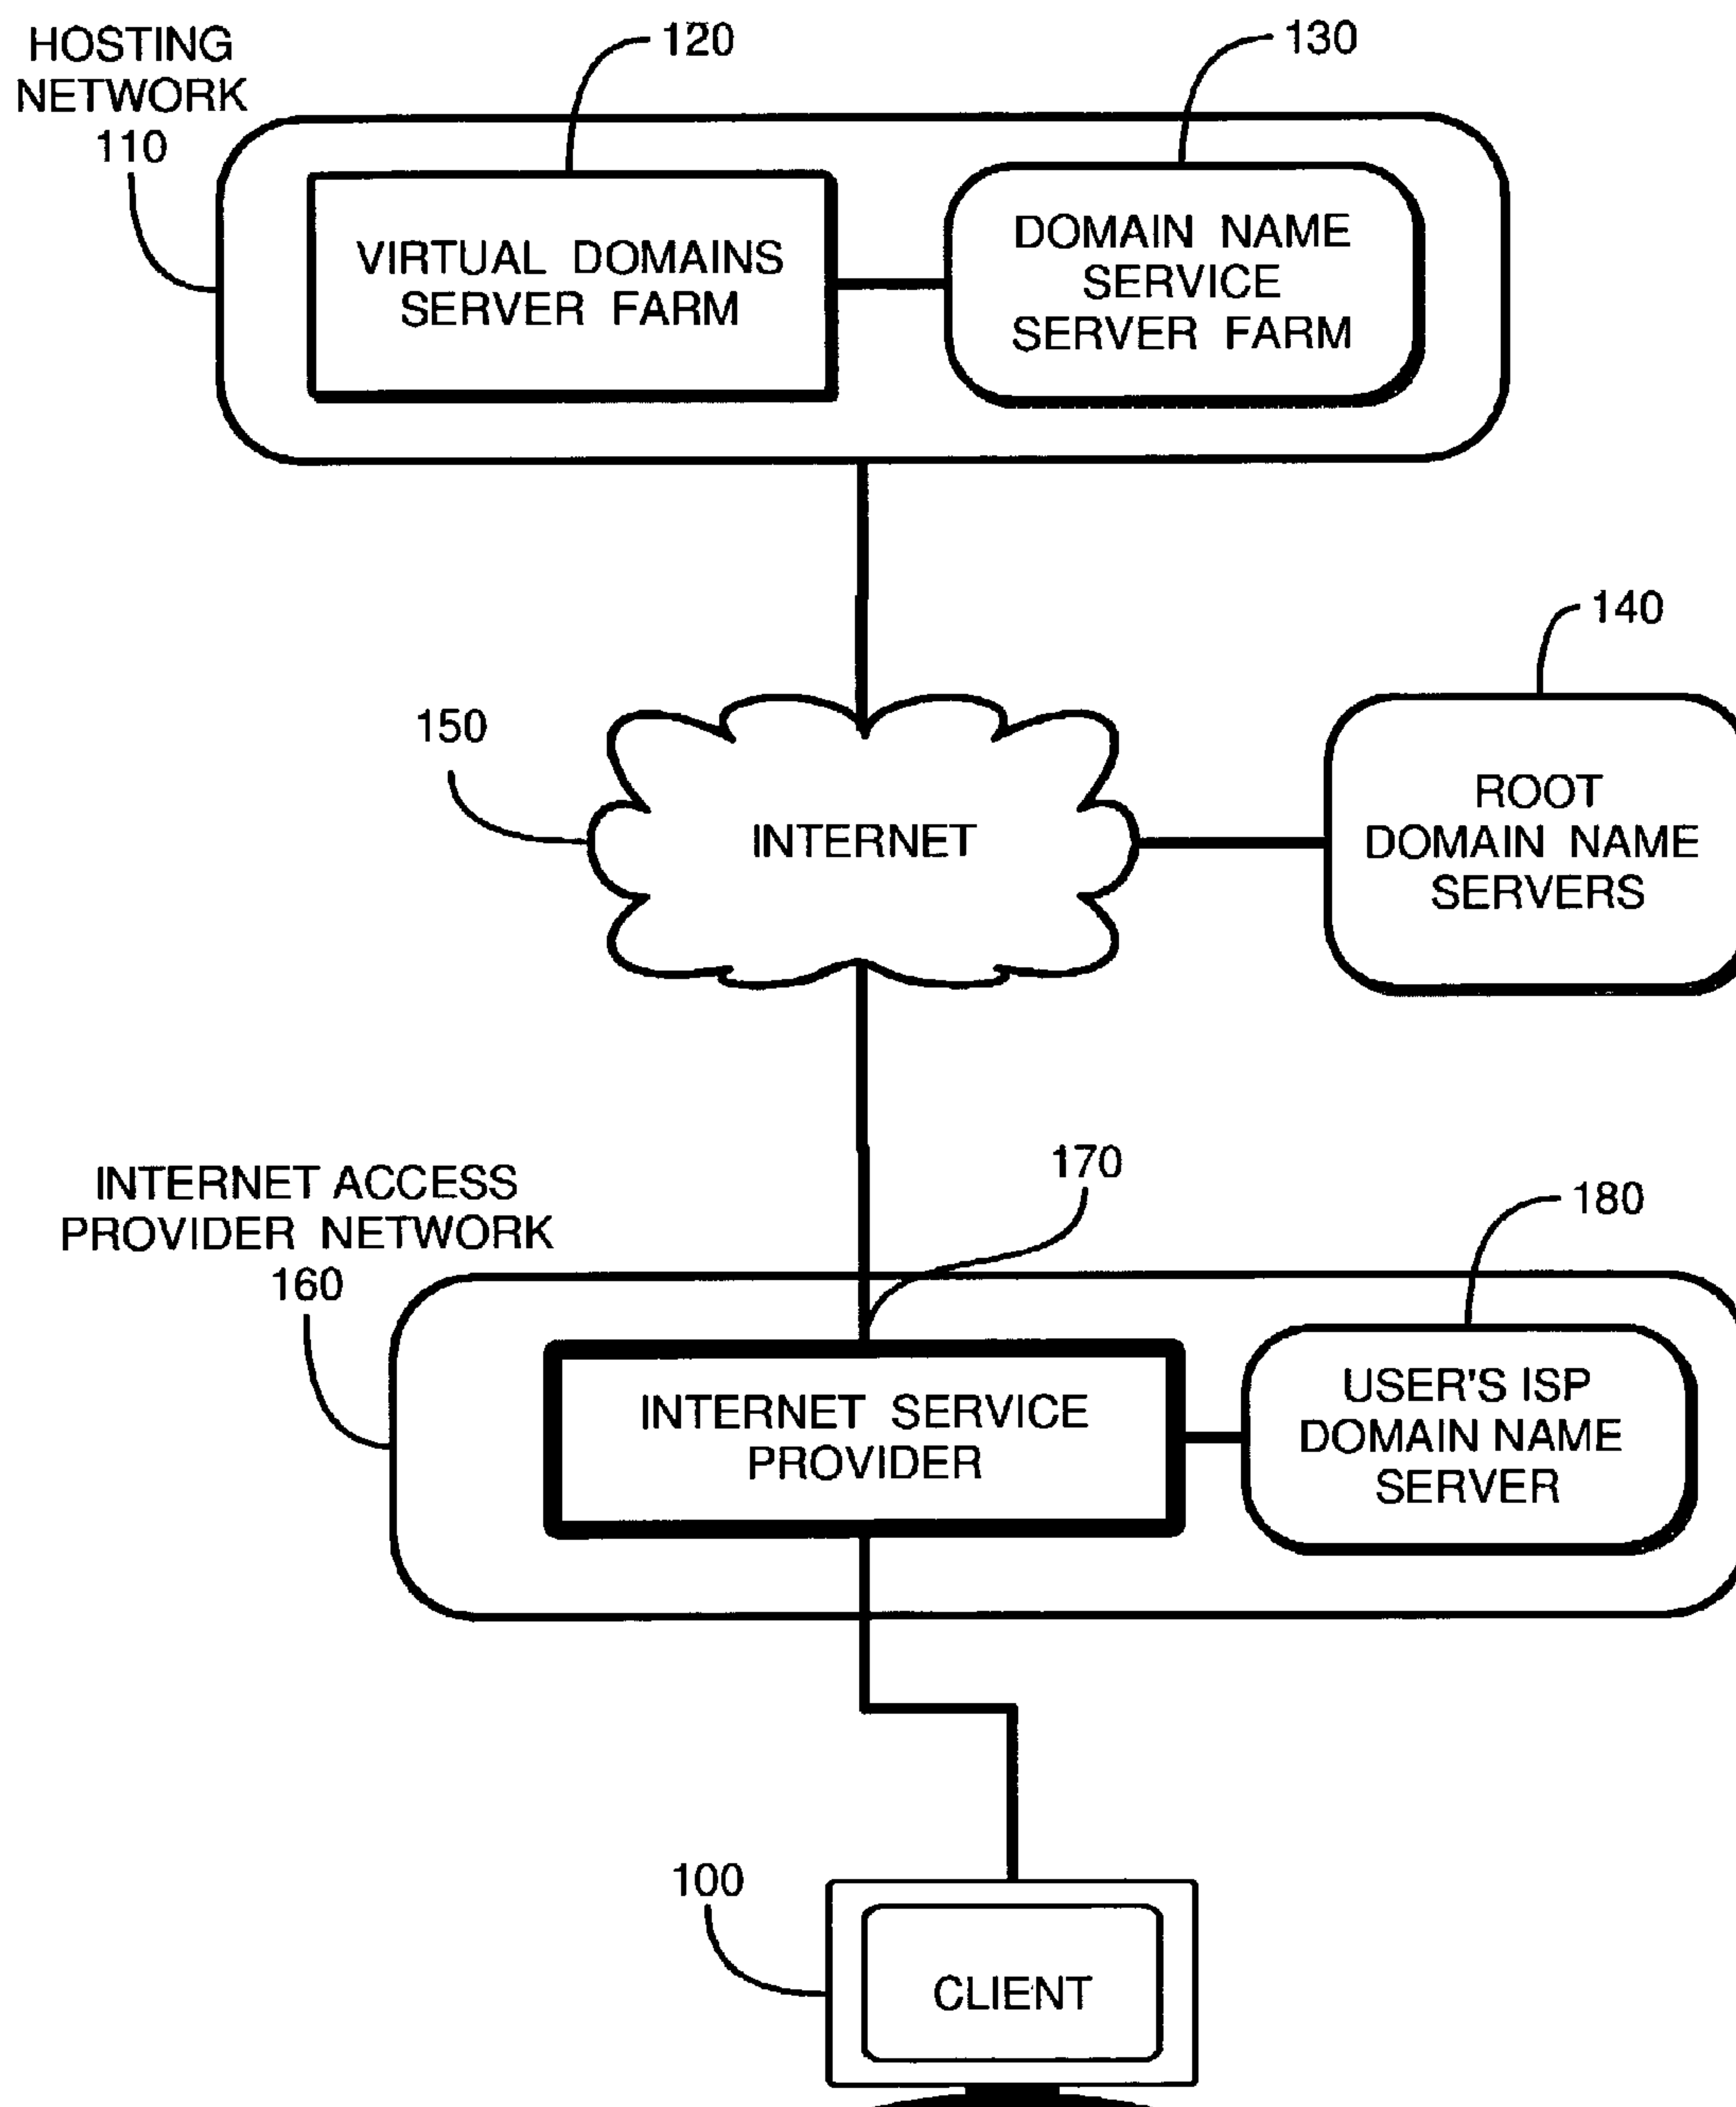 HOSTING
NETWORK
110
120
130
VIRTUAL DOMAINS
SERVER FARM
DOMAIN NAME
SERVICE
SERVER FARM
140
150
INTERNET
ROOT
DOMAIN NAME
SERVERS
INTERNET ACCESS
PROVIDER NETWORK
160
170
180
INTERNET SERVICE
PROVIDER
USER'S ISP
DOMAIN NAME
SERVER
100
CLIENT